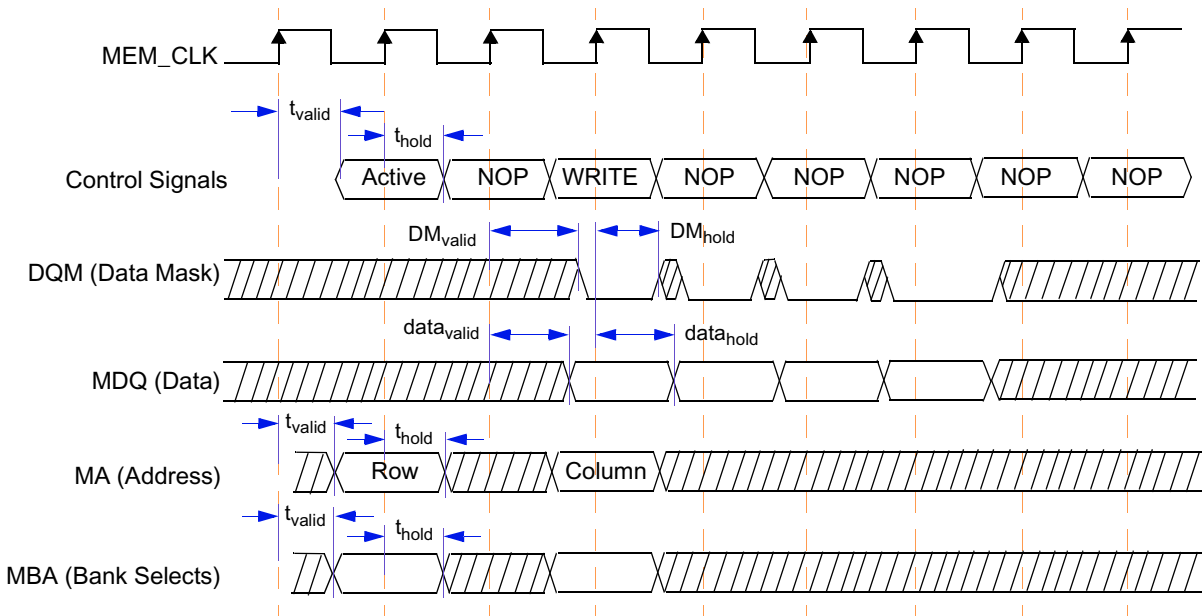 MEM_CLK
tvalid
thold
Control Signals
Active NOP WRITE NOP NOP NOP NOP NOP
DMvalid DMhold
DQM (Data Mask)
datavalid datahold
MDQ (Data)
tvalid thold
MA (Address) Row Column
tvalid thold
MBA (Bank Selects)